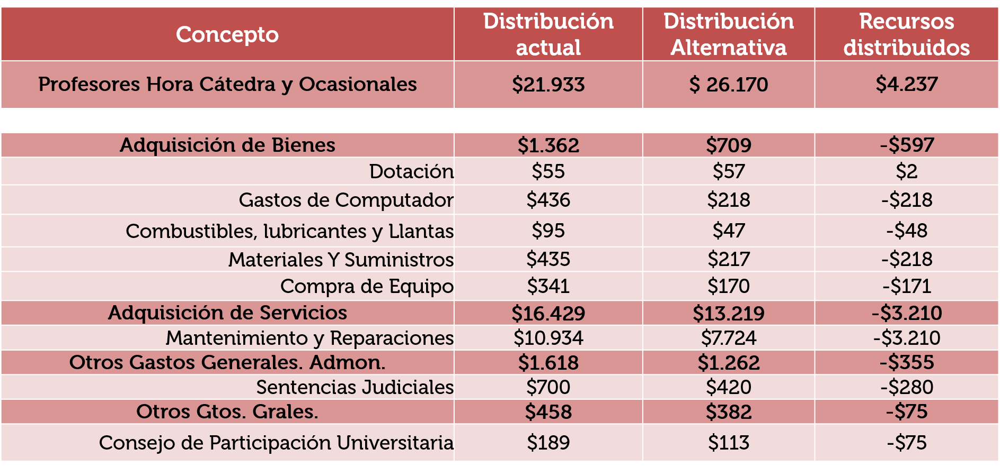 Concepto Distribución actual Distribución Alternativa Recursos distribuidos
Profesores Hora Cátedra y Ocasionales $21.933 $ 26.170 $4.237
Adquisición de Bienes $1.362 $709 -$597
Dotación $55 $57 $2
Gastos de Computador $436 $218 -$218
Combustibles, lubricantes y Llantas $95 $47 -$48
Materiales Y Suministros $435 $217 -$218
Compra de Equipo $341 $170 -$171
Adquisición de Servicios $16.429 $13.219 -$3.210
Mantenimiento y Reparaciones $10.934 $7.724 -$3.210
Otros Gastos Generales. Admon. $1.618 $1.262 -$355
Sentencias Judiciales $700 $420 -$280
Otros Gtos. Grales. $458 $382 -$75
Consejo de Participación Universitaria $189 $113 -$75